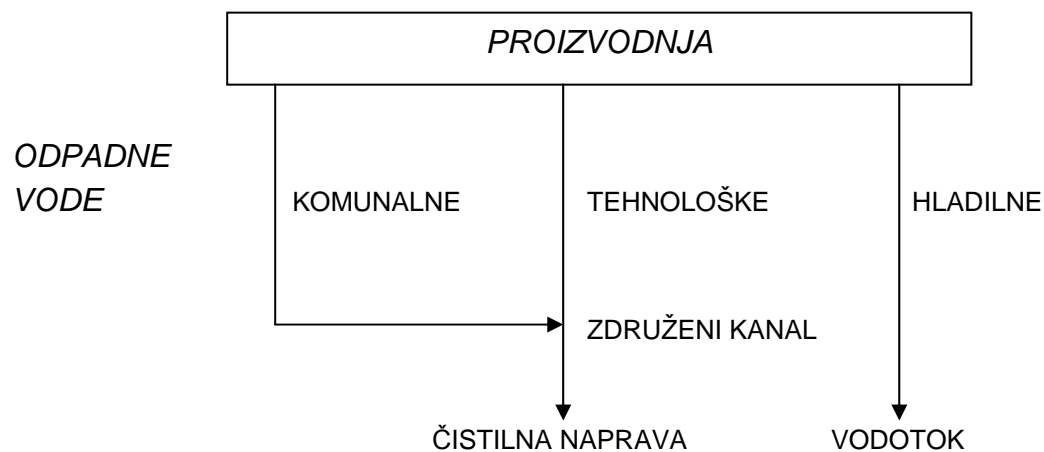 PROIZVODNJA
ODPADNE
VODE
KOMUNALNE
TEHNOLOŠKE
HLADILNE
ZDRUŽENI KANAL
ČISTILNA NAPRAVA
VODOTOK